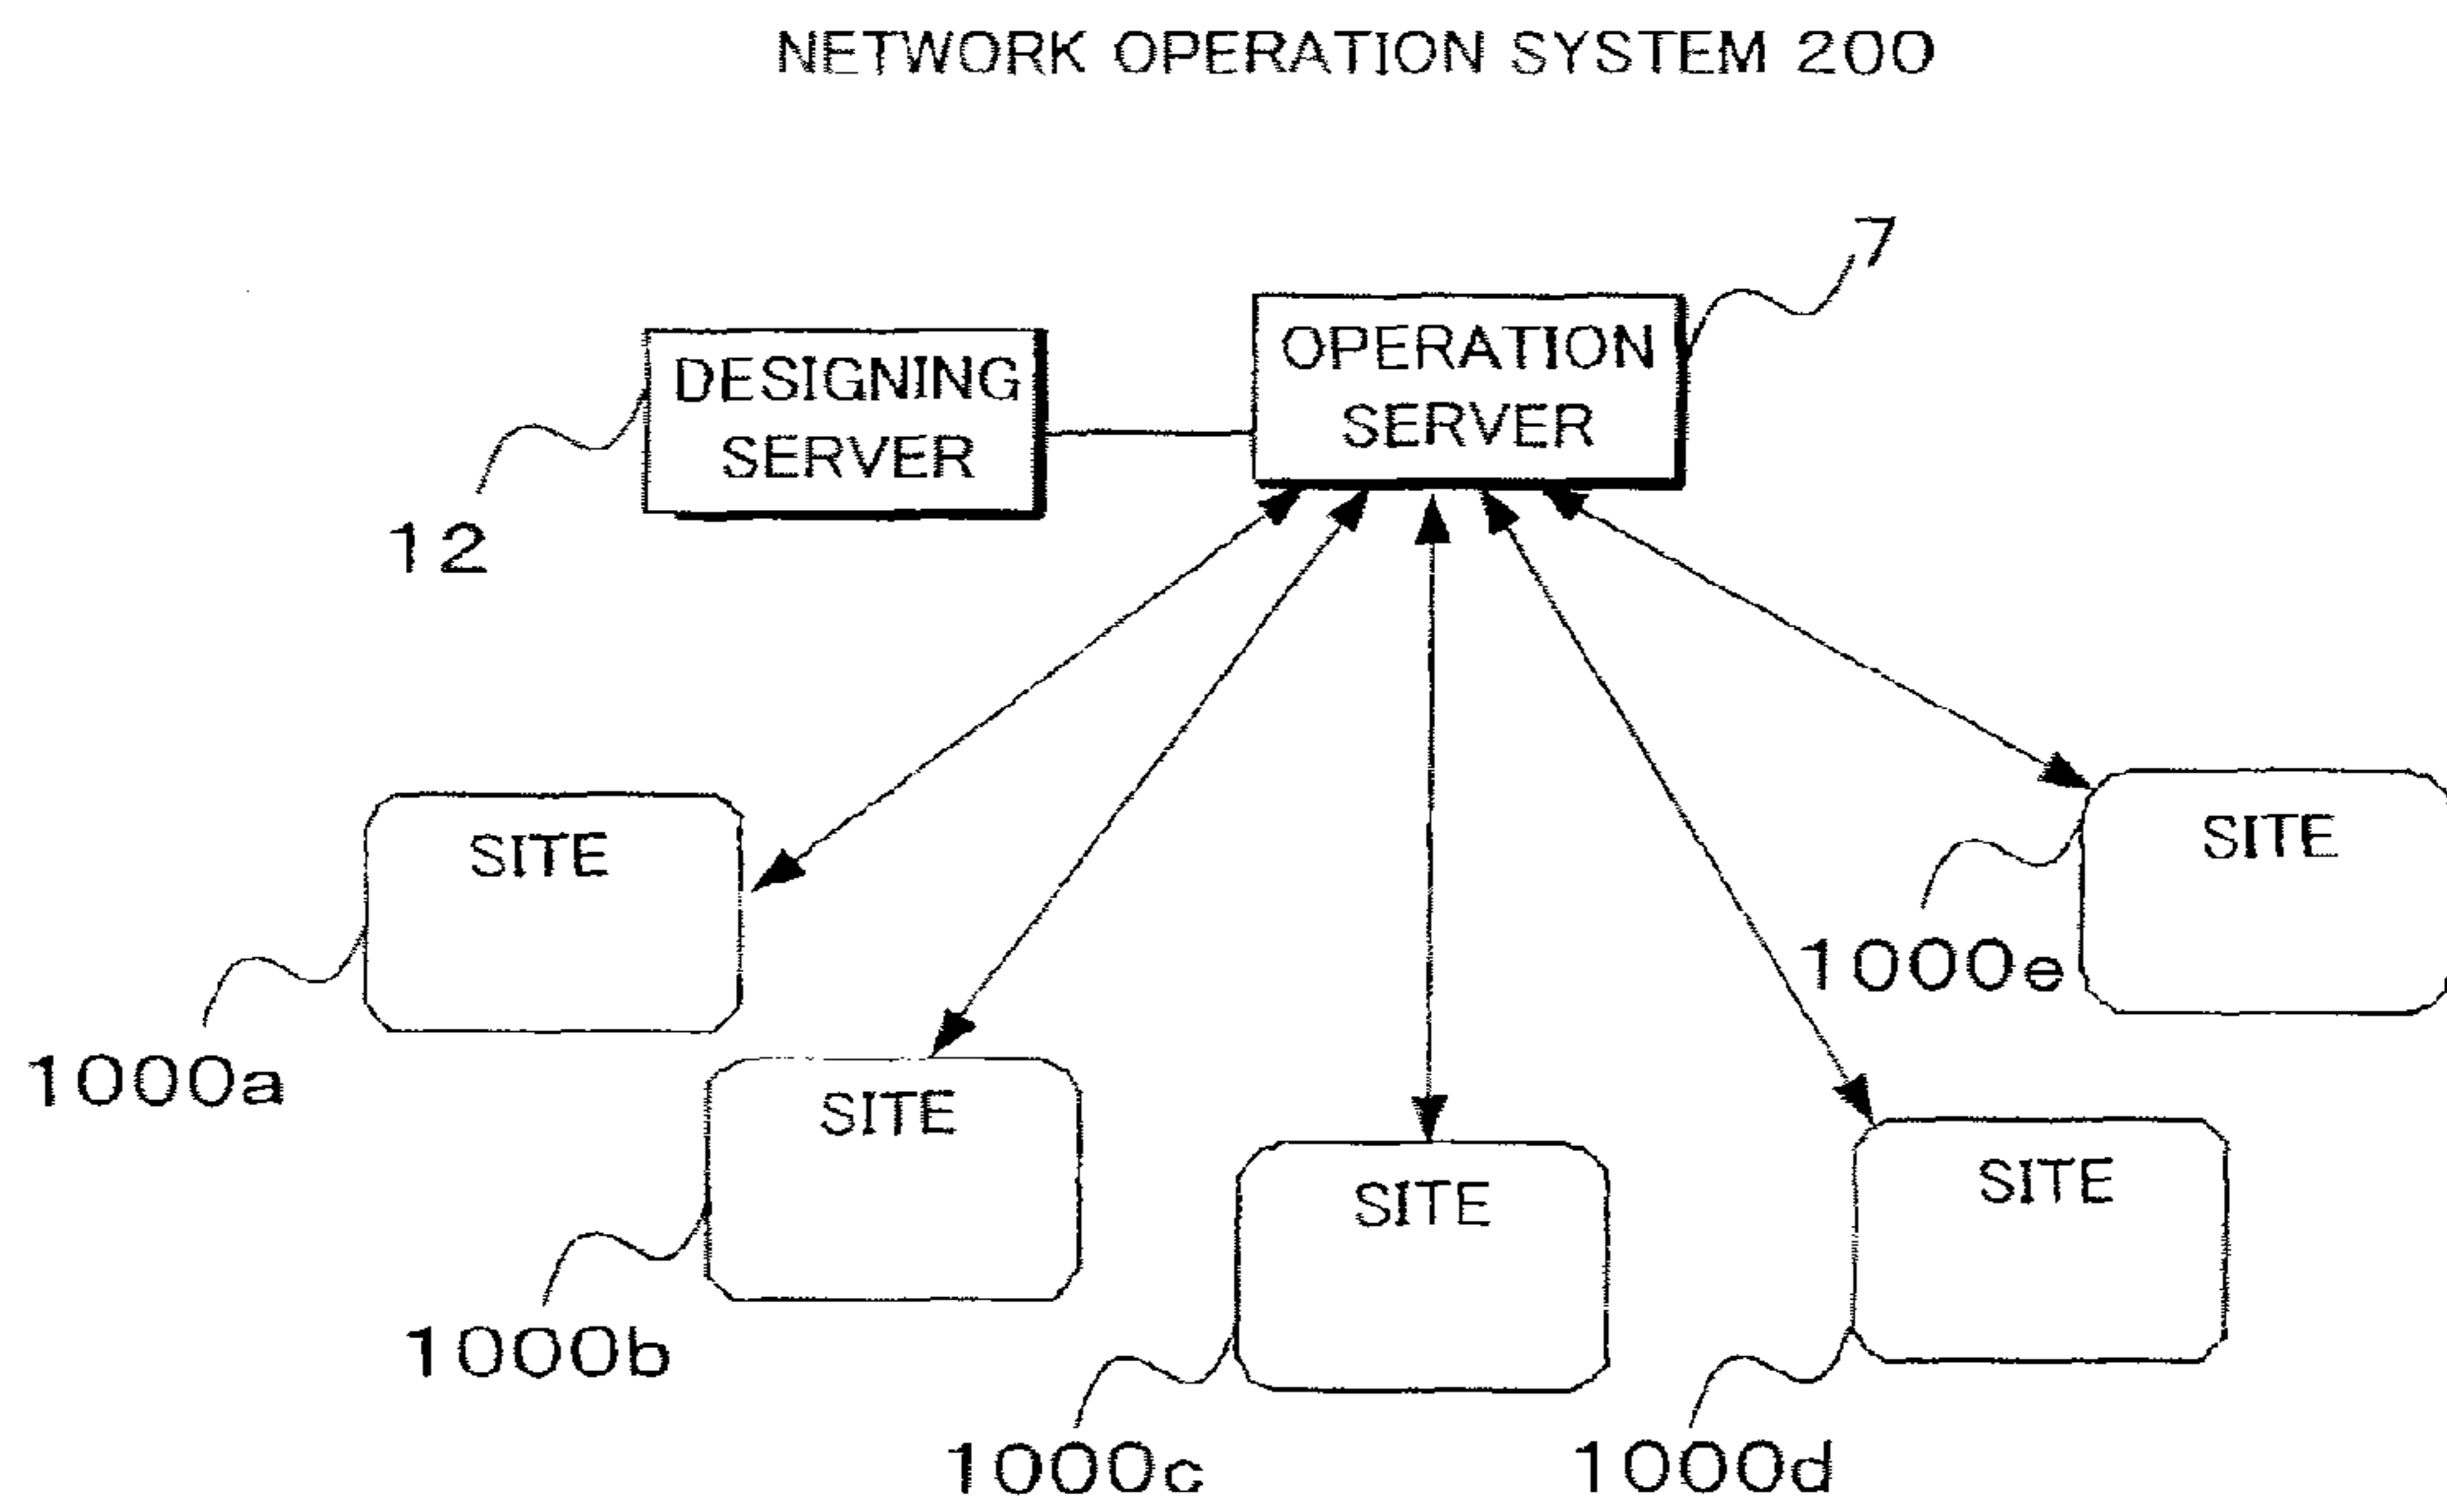 NETWORK OPERATION SYSTEM 200
7
OPERATION
SERVER
DESIGNING
SERVER
12
SITE
1000a
SITE
1000b
SITE
1000c
SITE
1000d
SITE
1000e